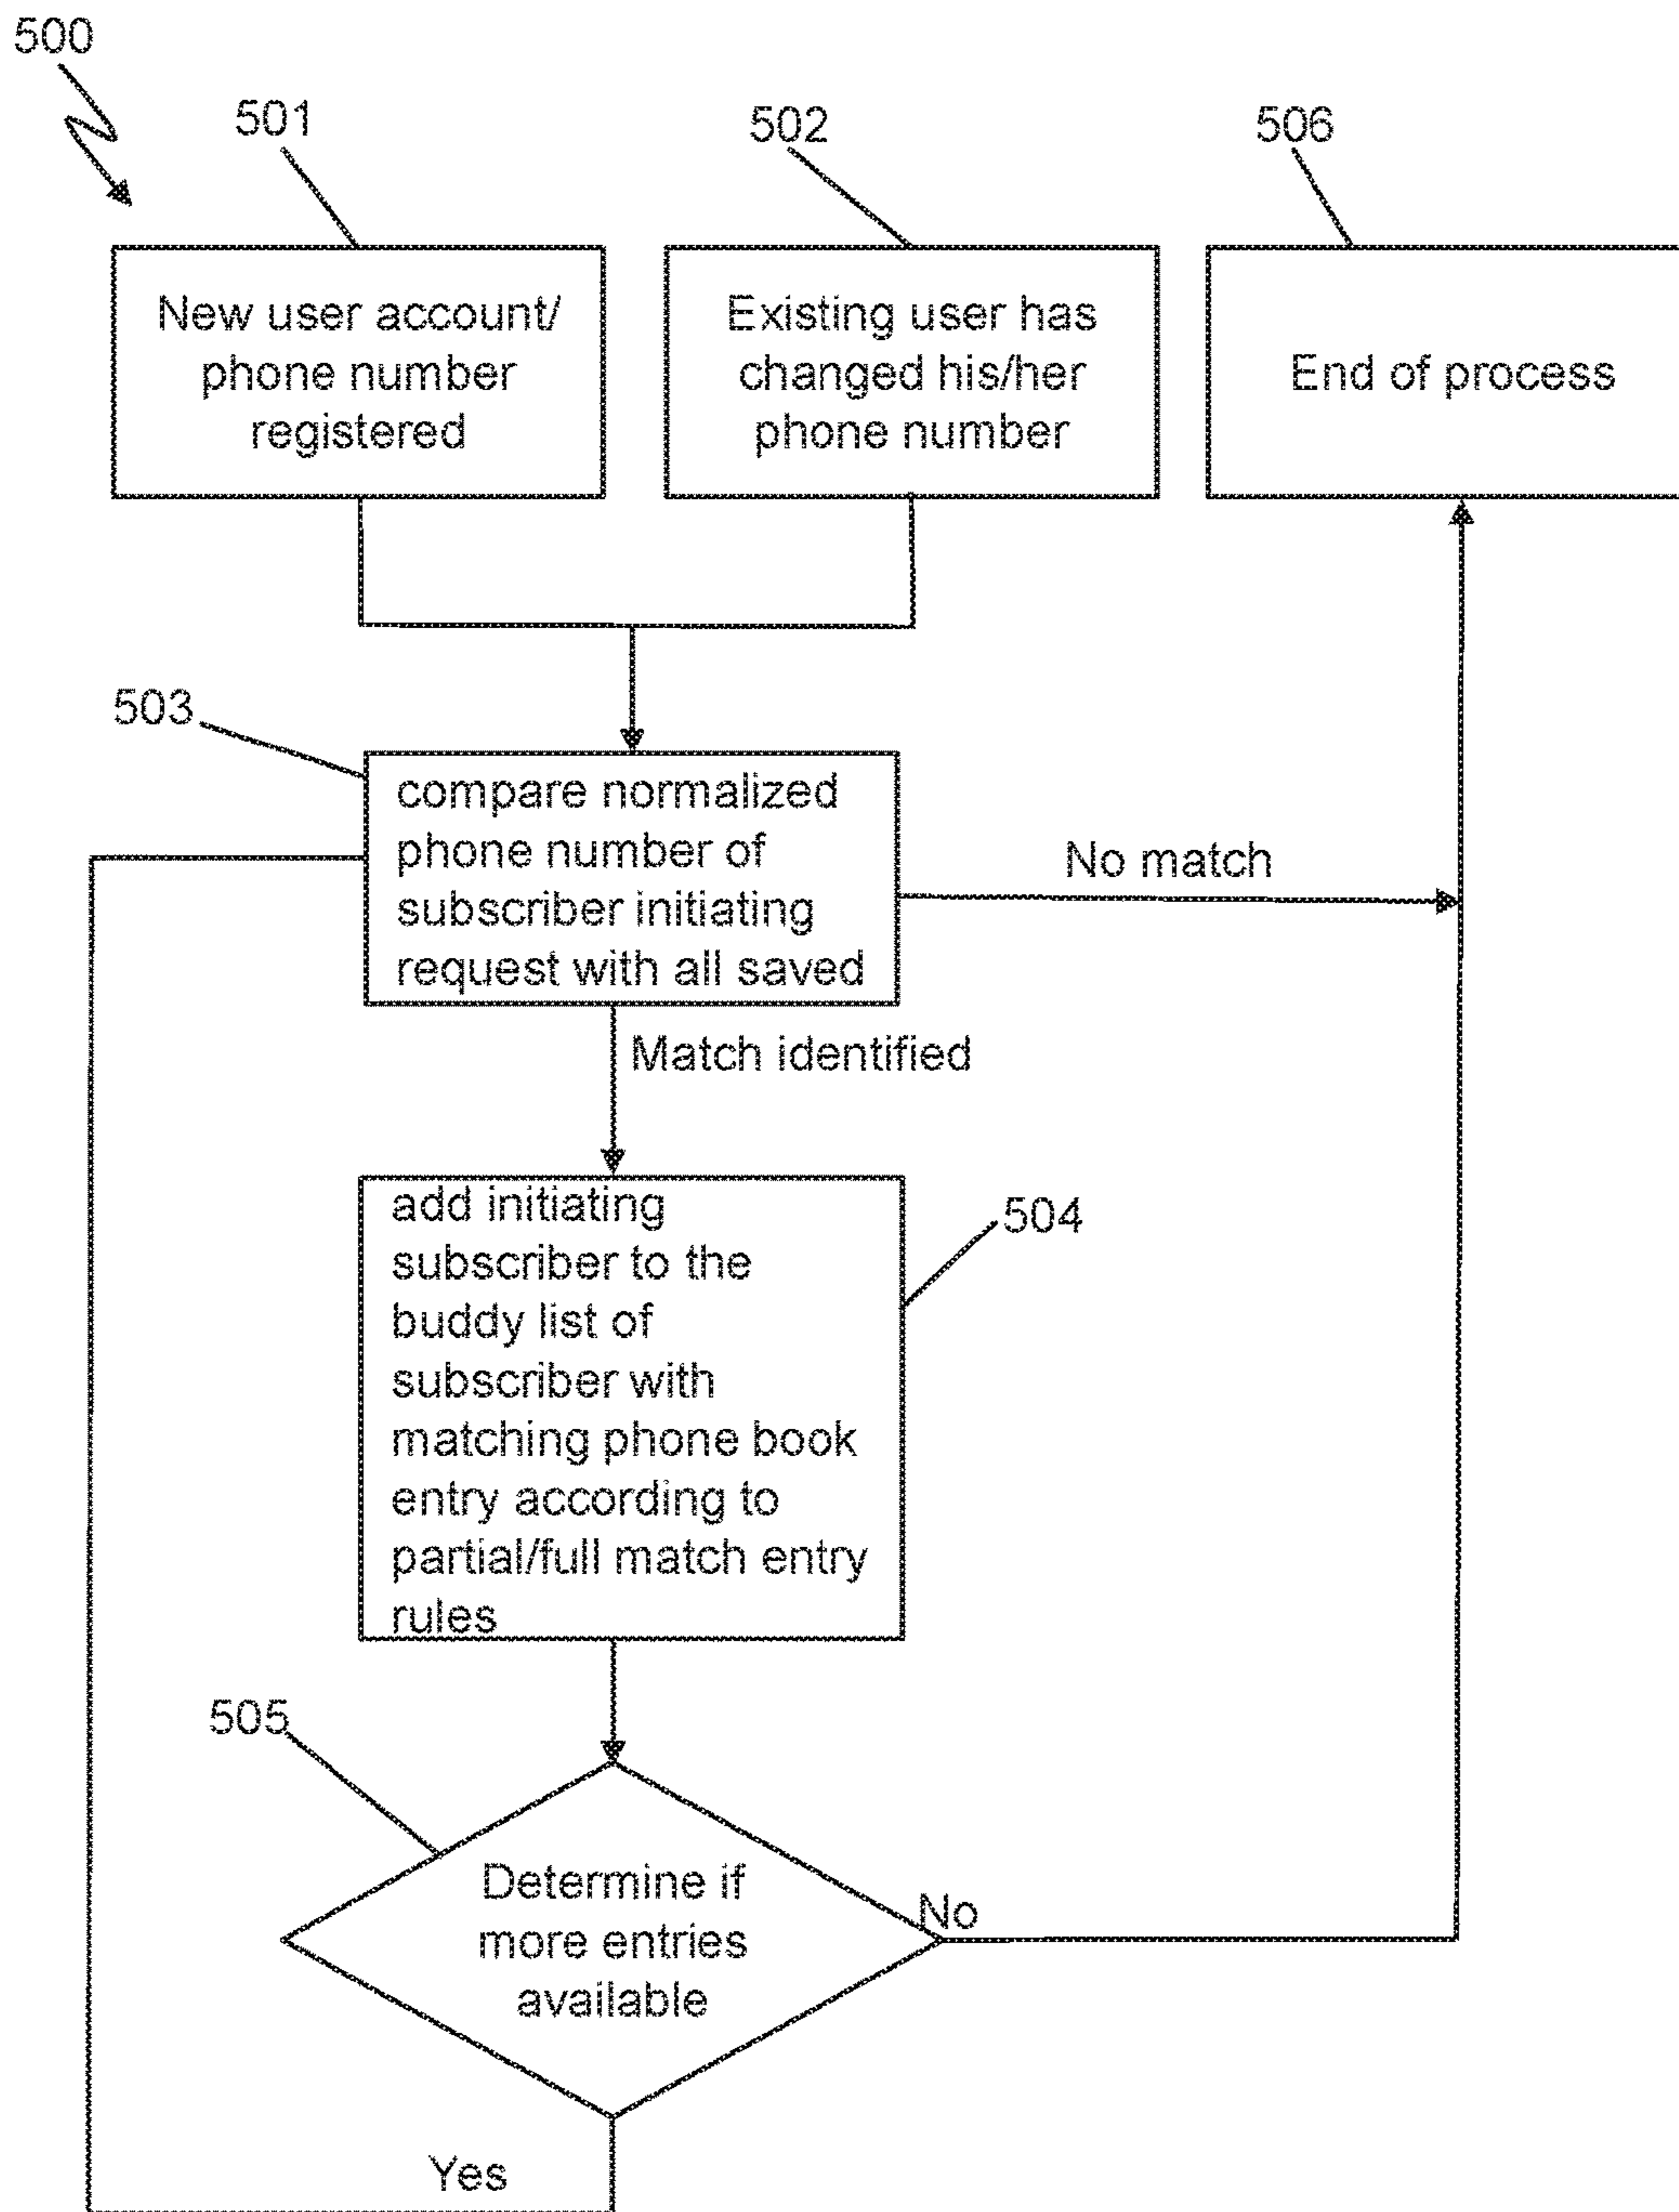 500
501
502
506
New user account/
phone number
registered
Existing user has
changed his/her
phone number
End of process
503
compare normalized
phone number of
subscriber initiating
request with all saved
No match
Match identified
add initiating
subscriber to the
buddy list of
subscriber with
matching phone book
entry according to
partial/full match entry
rules
504
505
Determine if
more entries
available
No
Yes